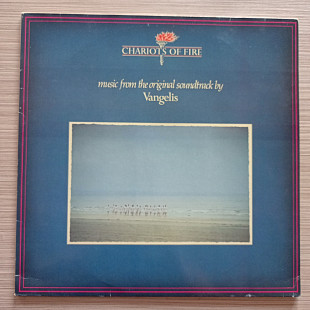 CHARIOTS OF FIRE
music from the original soundtrack by
Vangelis